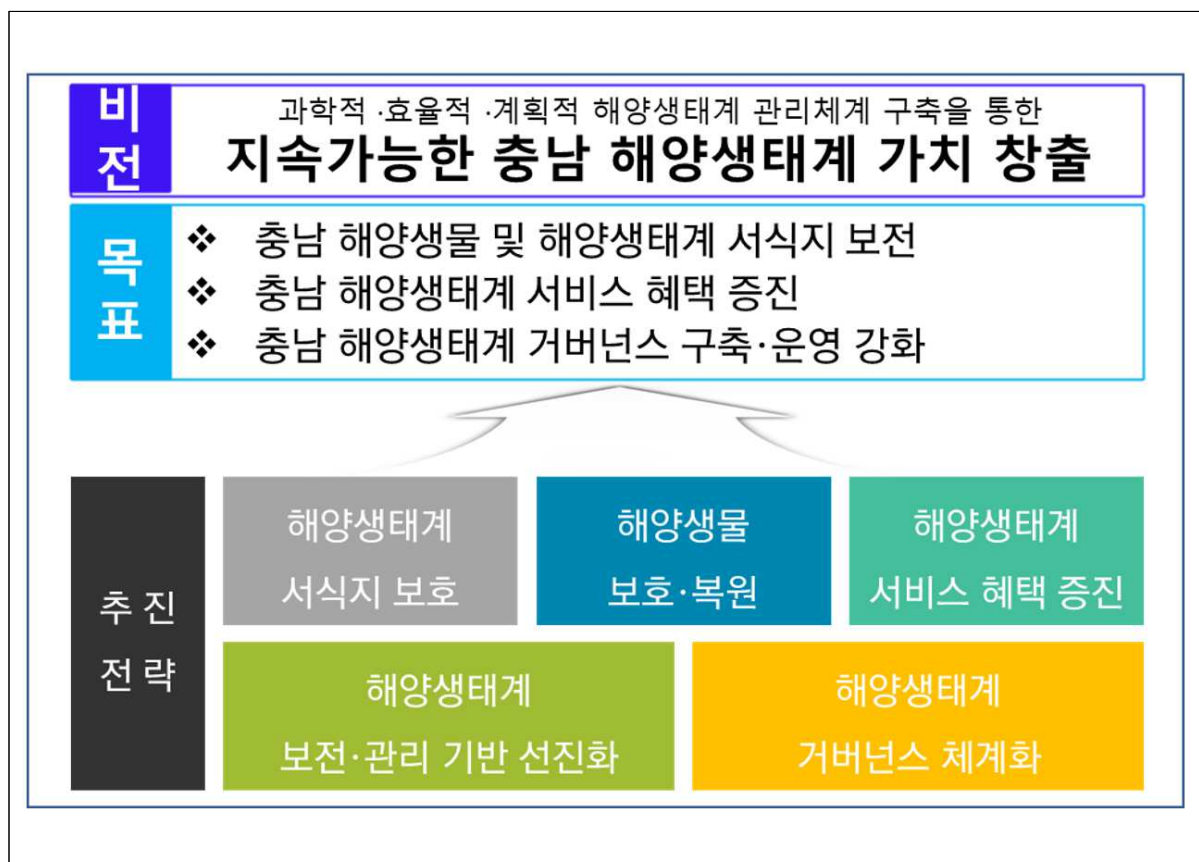 비
전
과학적 ·효율적 ·계획적 해양생태계 관리체계 구축을 통한
지속가능한 충남 해양생태계 가치 창출
목
표
❖ 충남 해양생물 및 해양생태계 서식지 보전
❖ 충남 해양생태계 서비스 혜택 증진
❖ 충남 해양생태계 거버넌스 구축·운영 강화
추 진
전 략
해양생태계
서식지 보호
해양생물
보호·복원
해양생태계
서비스 혜택 증진
해양생태계
보전·관리 기반 선진화
해양생태계
거버넌스 체계화